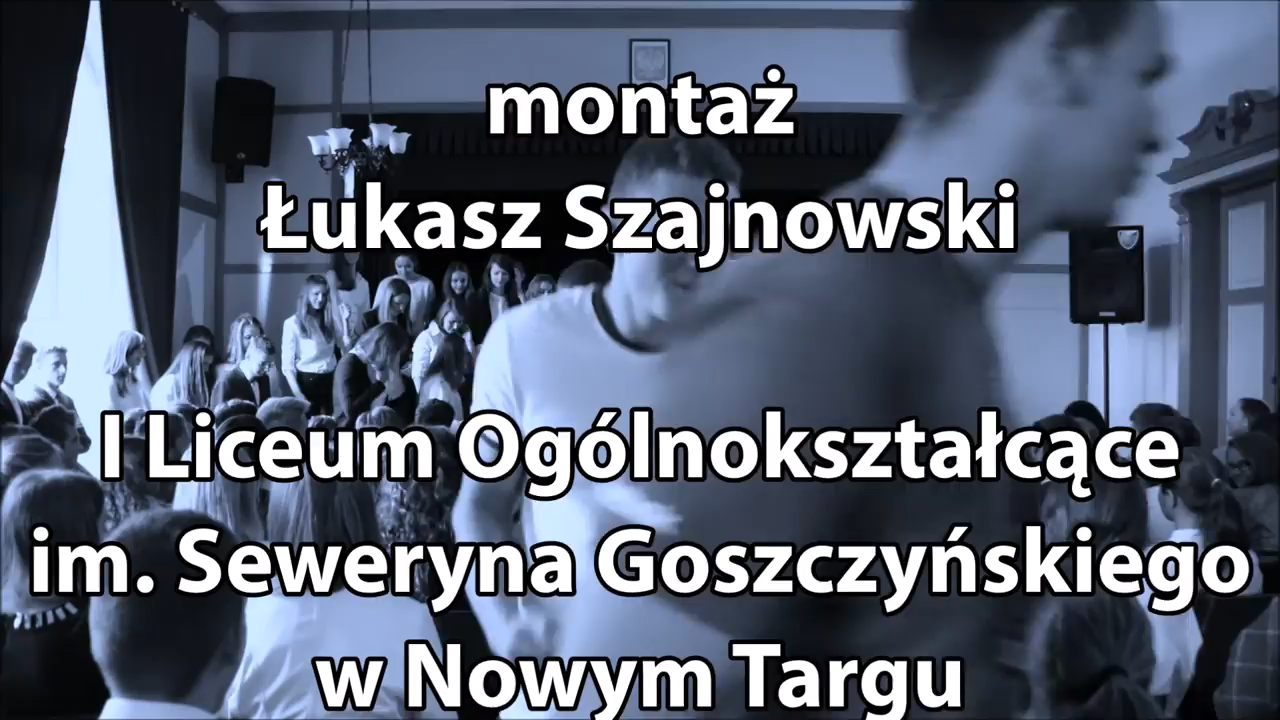 montaż
Łukasz Szajnowski
I Liceum Ogólnokształcące
im. Seweryna Goszczyńskiego
w Nowym Targu